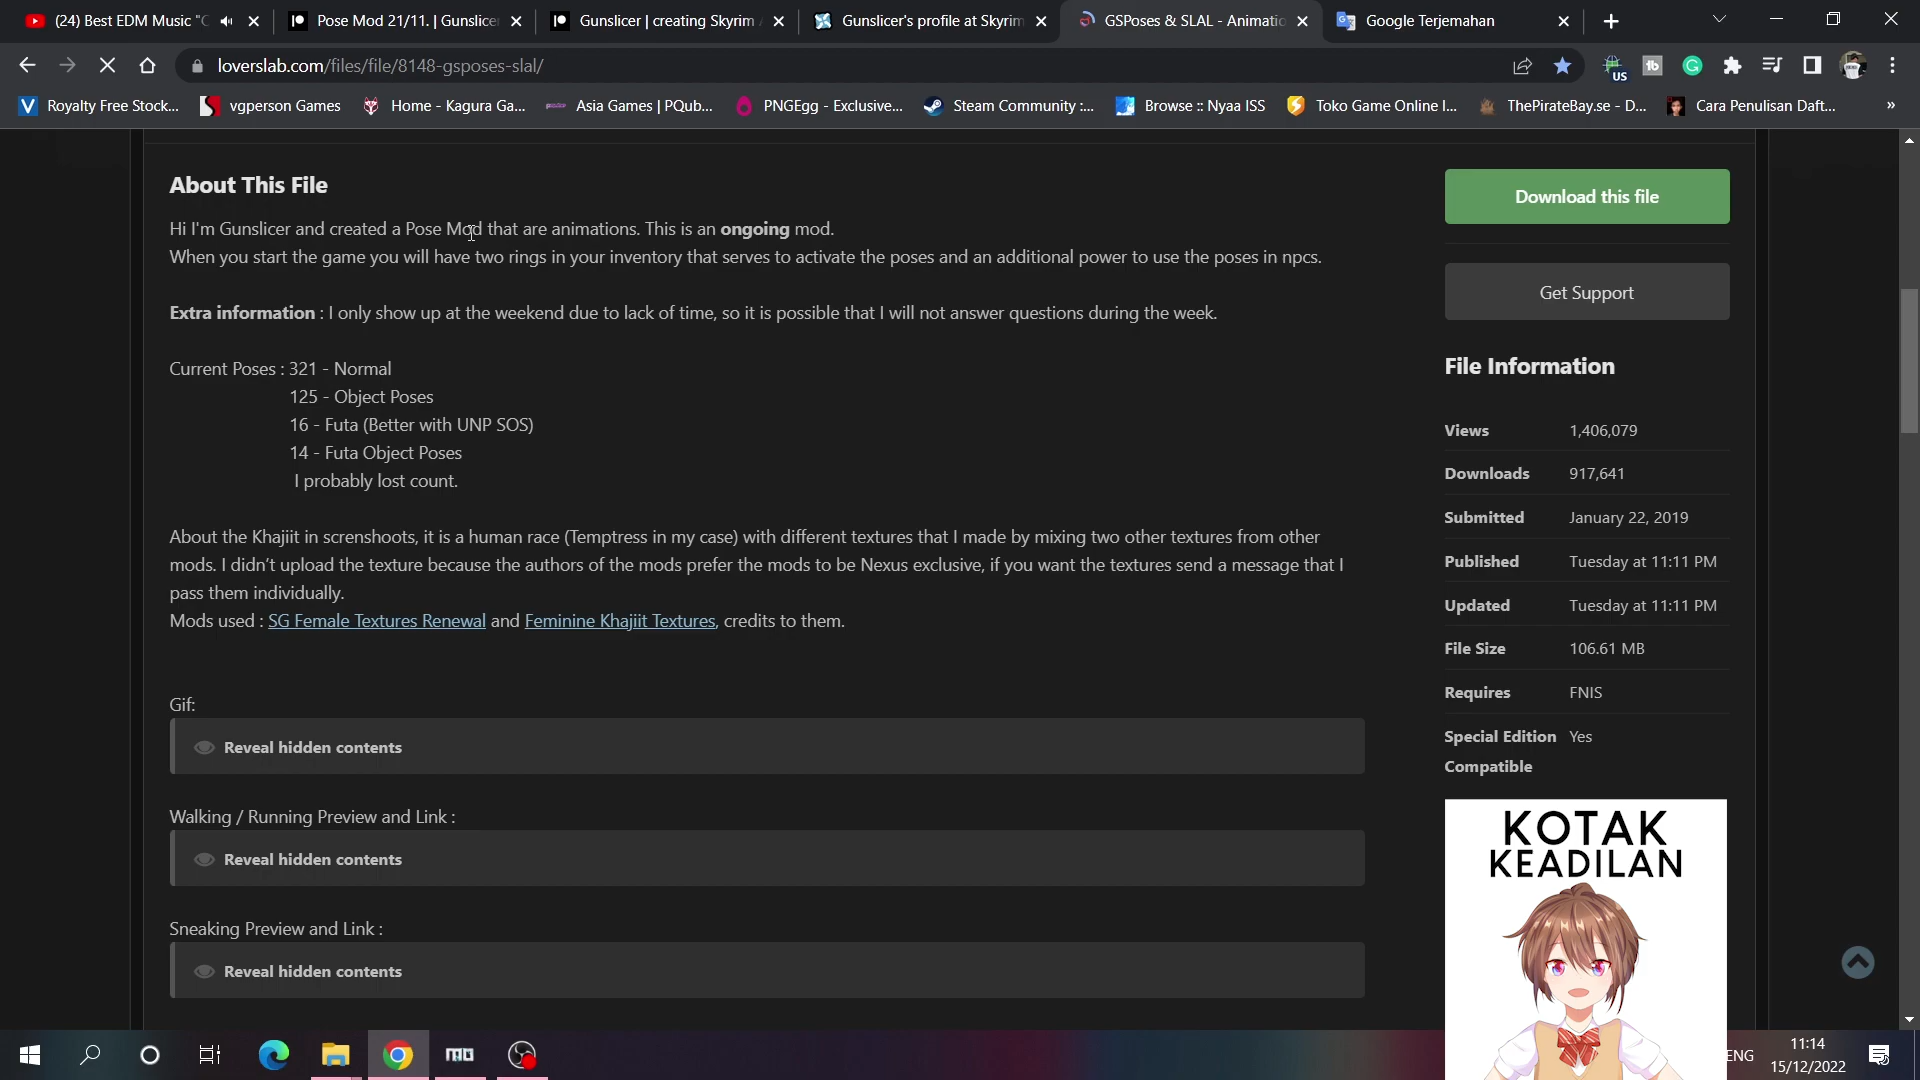 (24) Best EDM Music "C
Pose Mod 21/11. | Gunslicer
Gunslicer | creating Skyrim
Gunslicer's profile at Skyrim
GSPoses & SLAL - Animatio
Google Terjemahan
loverslab.com/files/file/8148-gsposes-slal/
US
tb
Royalty Free Stock...
vgperson Games
Home - Kagura Ga...
Asia Games | PQub...
PNGEgg - Exclusive...
Steam Community :...
Browse :: Nyaa ISS
Toko Game Online I...
ThePirateBay.se - D...
Cara Penulisan Daft...
About This File
Hi I'm Gunslicer and created a Pose Mod that are animations. This is an ongoing mod.
When you start the game you will have two rings in your inventory that serves to activate the poses and an additional power to use the poses in npcs.
Extra information : I only show up at the weekend due to lack of time, so it is possible that I will not answer questions during the week.
Current Poses : 321 - Normal
125 - Object Poses
16 - Futa (Better with UNP SOS)
14 - Futa Object Poses
I probably lost count.
About the Khajiit in screnshoots, it is a human race (Temptress in my case) with different textures that I made by mixing two other textures from other
mods. I didn't upload the texture because the authors of the mods prefer the mods to be Nexus exclusive, if you want the textures send a message that I
pass them individually.
Mods used : SG Female Textures Renewal and Feminine Khajiit Textures, credits to them.
Gif:
Reveal hidden contents
Walking / Running Preview and Link :
Reveal hidden contents
Sneaking Preview and Link :
Reveal hidden contents
Download this file
Get Support
File Information
Views 1,406,079
Downloads 917,641
Submitted January 22, 2019
Published Tuesday at 11:11 PM
Updated Tuesday at 11:11 PM
File Size 106.61 MB
Requires FNIS
Special Edition Yes
Compatible
KOTAK
KEADILAN
ENG
11:14
15/12/2022